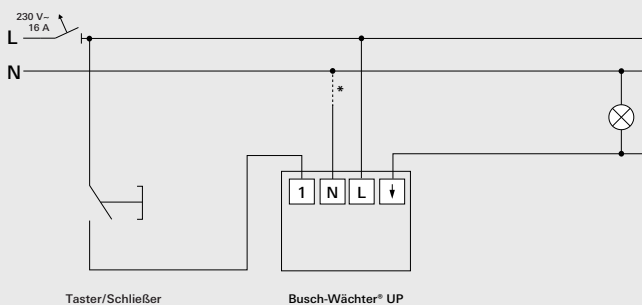 230 V~
16 A
L
N
*
1 N L
Taster/Schließer
Busch-Wächter® UP